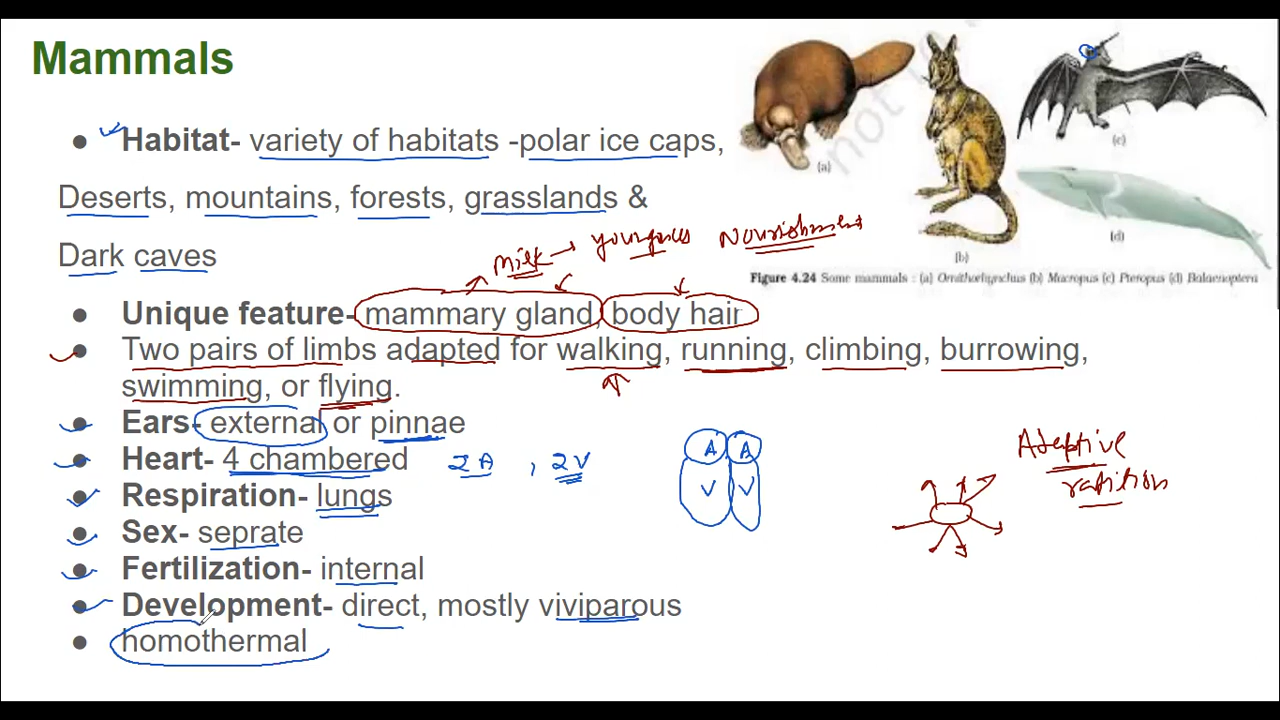 Mammals
● Habitat- variety of habitats -polar ice caps,
Deserts, mountains, forests, grasslands &
Dark caves
Milk → youngones Nourishment
● Unique feature- mammary gland, body hair
● Two pairs of limbs adapted for walking, running, climbing, burrowing,
swimming, or flying.
● Ears- external or pinnae
● Heart- 4 chambered 2A, 2V
A A
V V
Adaptive
● Respiration- lungs
● Sex- seprate
● Fertilization- internal
● Development- direct, mostly viviparous
● homothermal
not
(a)
(b)
(c)
(d)
Figure 4.24 Some mammals : (a) Ornithorhynchus (b) Macropus (c) Pteropus (d) Balaenoptera